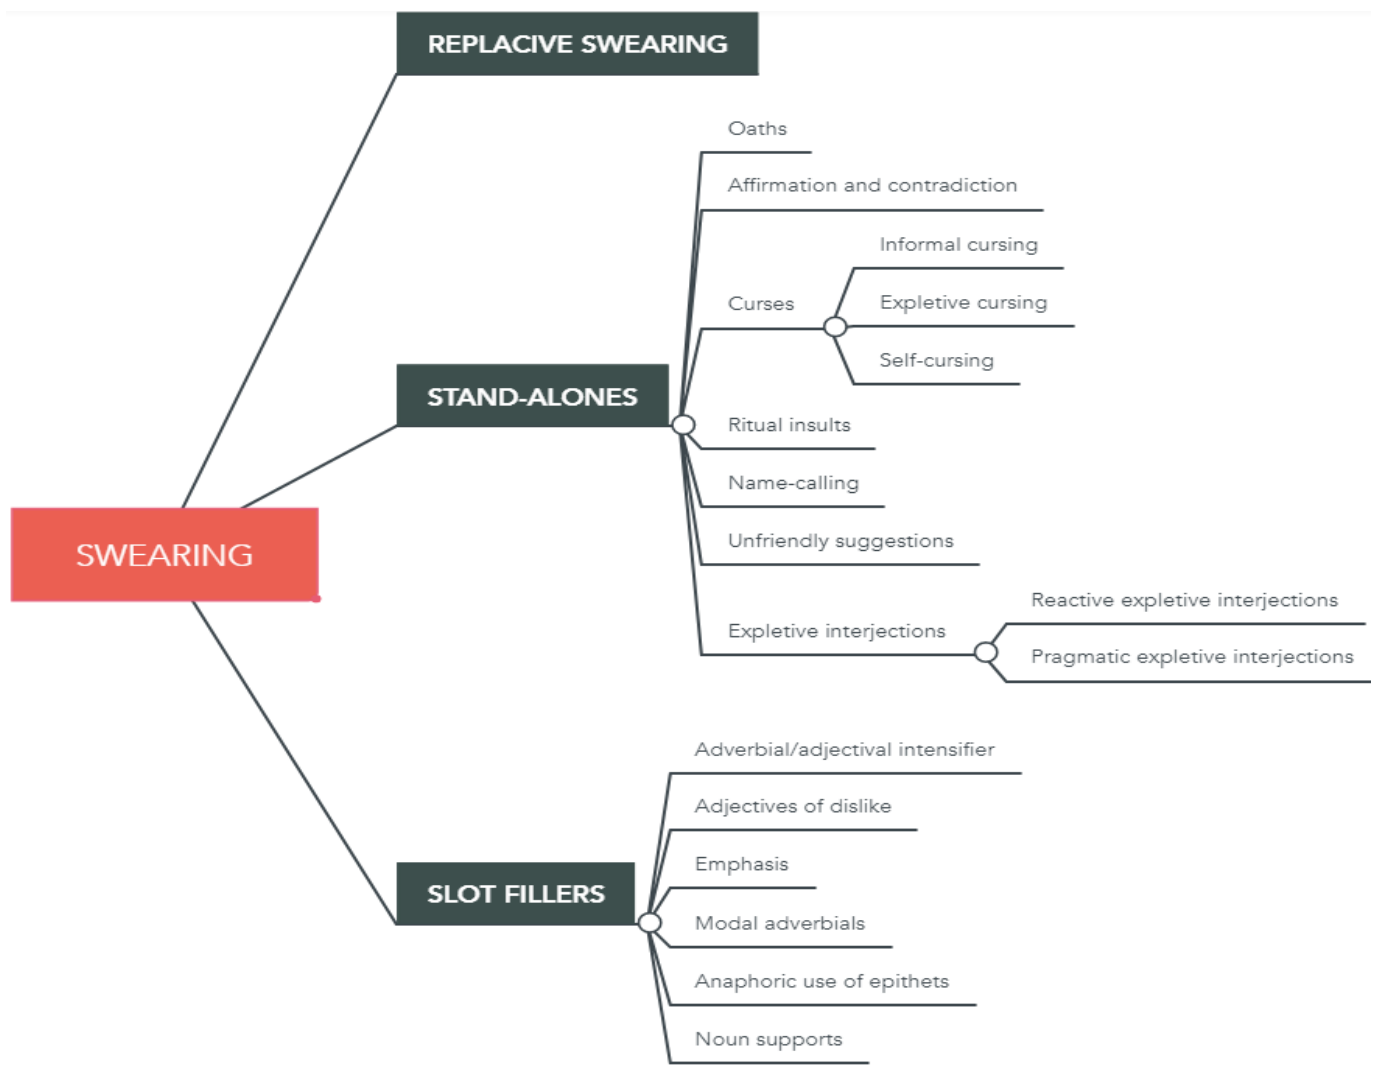 REPLACIVE SWEARING
Oaths
Affirmation and contradiction
Informal cursing
Curses
Expletive cursing
Self-cursing
STAND-ALONES
Ritual insults
Name-calling
Unfriendly suggestions
SWEARING
Expletive interjections
Reactive expletive interjections
Pragmatic expletive interjections
Adverbial/adjectival intensifier
Adjectives of dislike
Emphasis
SLOT FILLERS
Modal adverbials
Anaphoric use of epithets
Noun supports